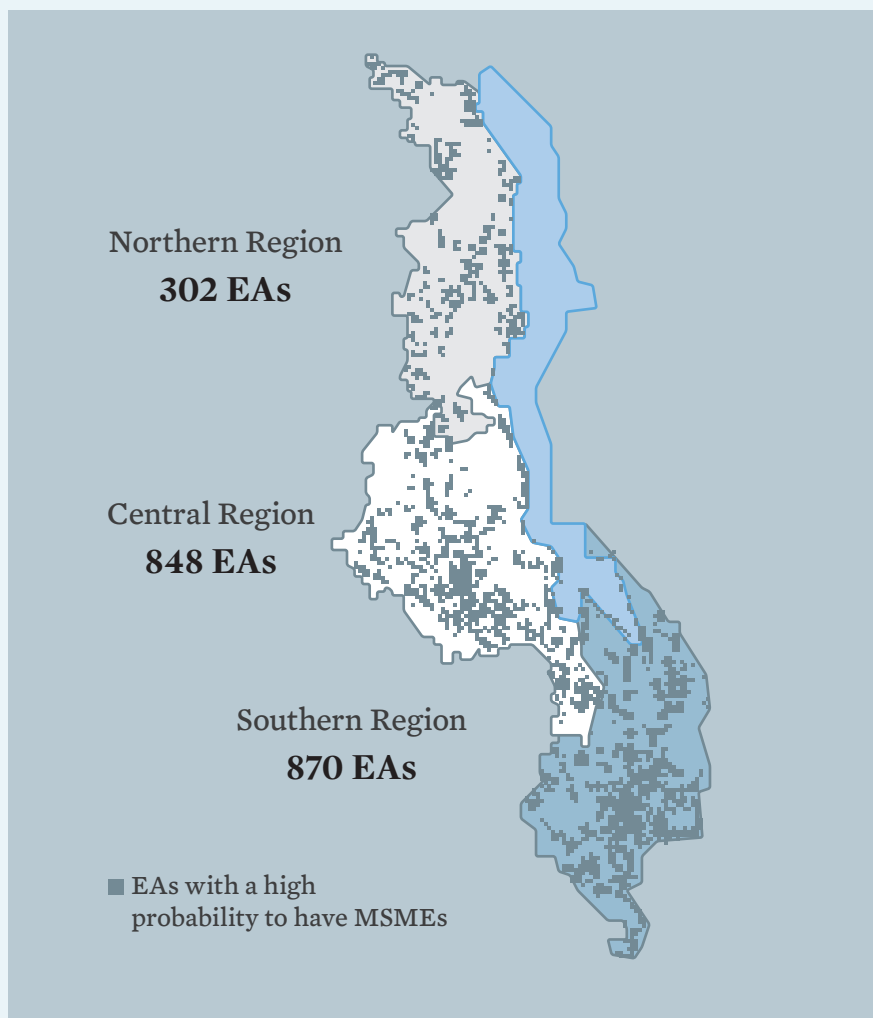 Northern Region
302 EAs
Central Region
848 EAs
Southern Region
870 EAs
EAs with a high
probability to have MSMEs